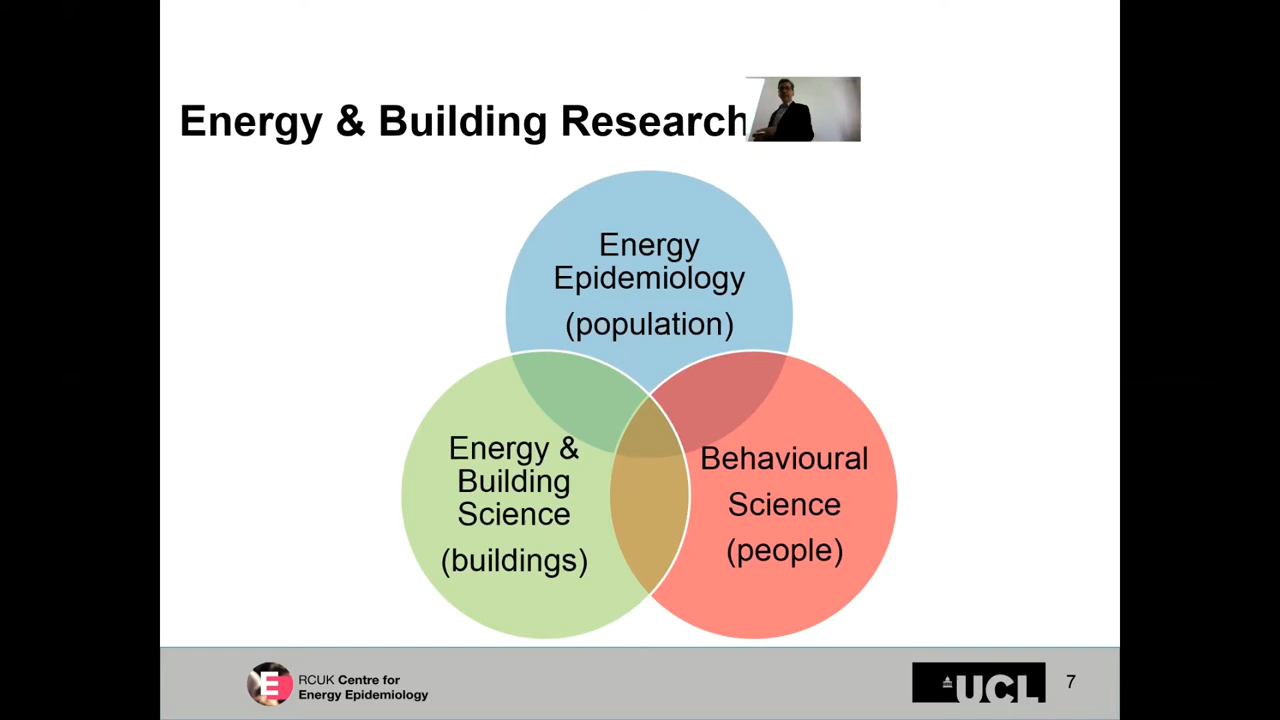 Energy & Building Research
Energy
Epidemiology
(population)
Energy &
Building
Science
(buildings)
Behavioural
Science
(people)
E
RCUK Centre for
Energy Epidemiology
UCL
7